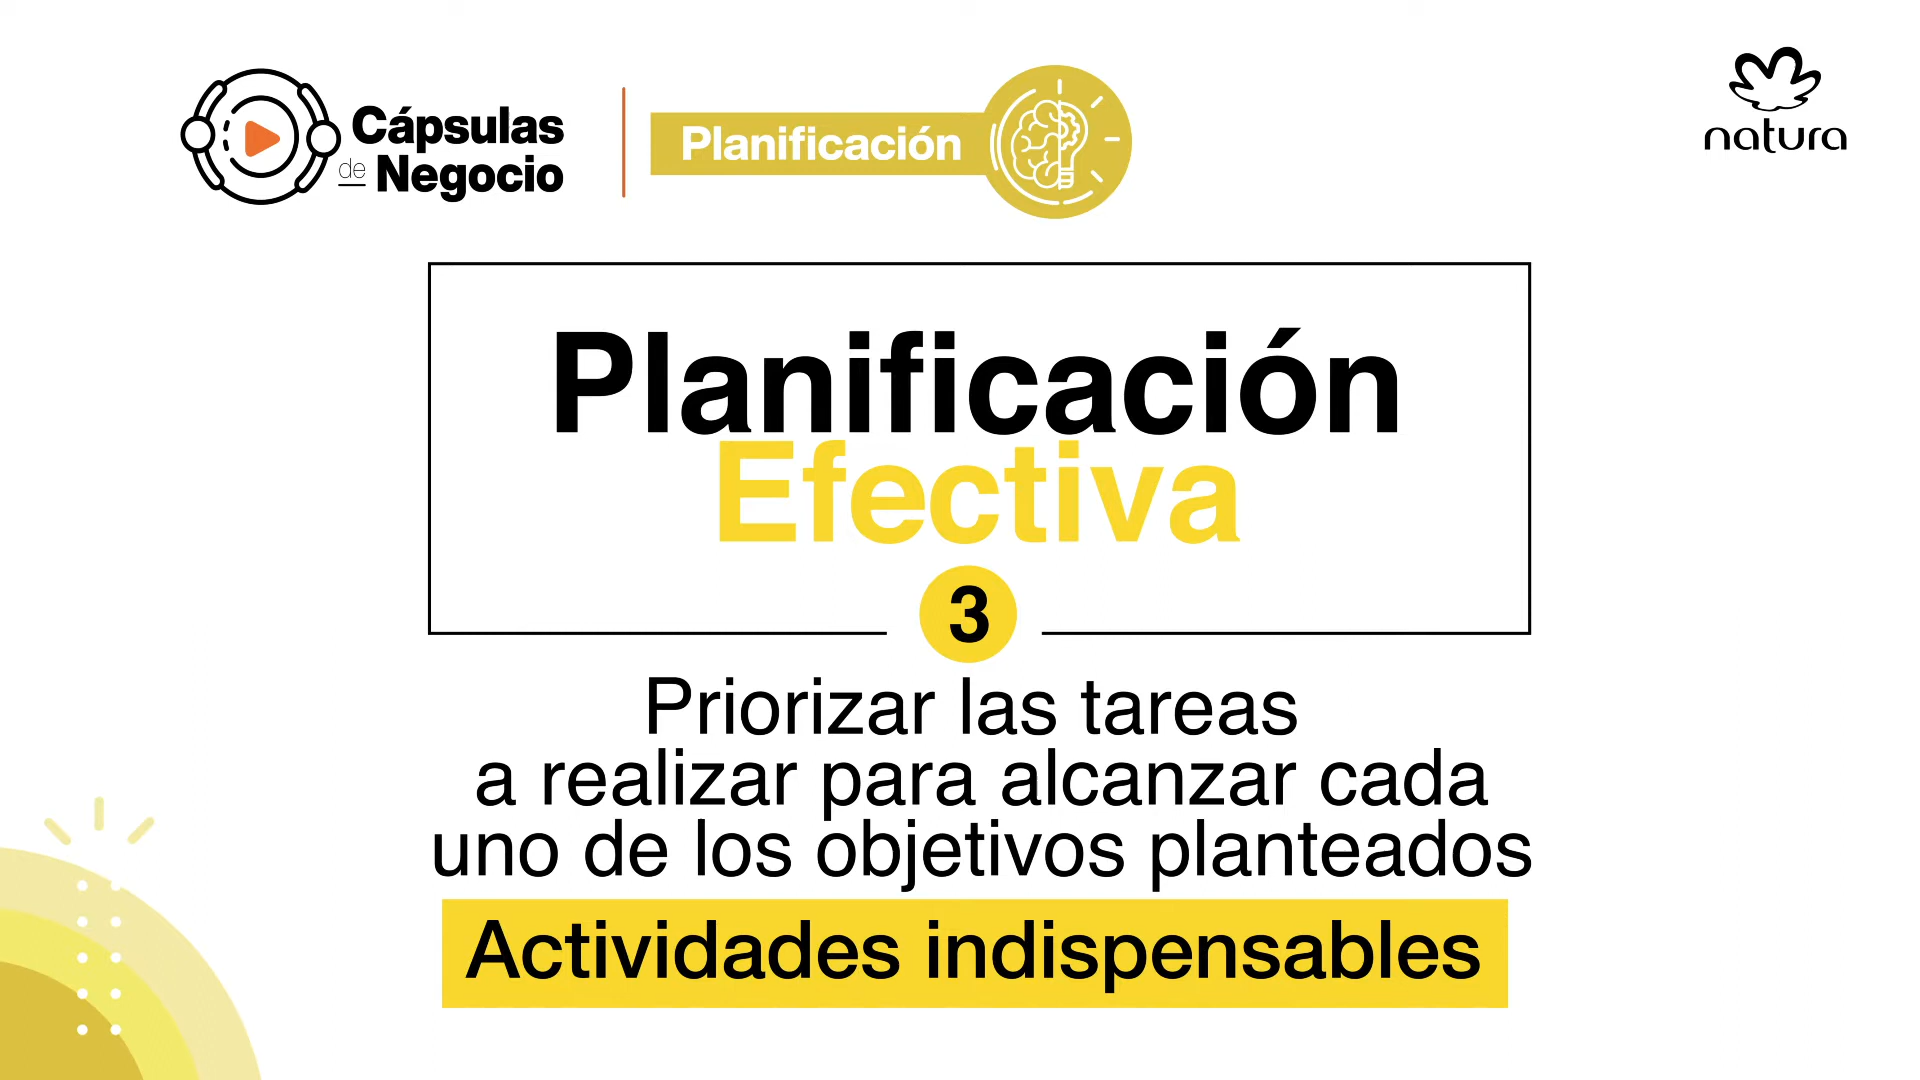 Cápsulas
de Negocio
Planificación
natura
Planificación
Efectiva
3
Priorizar las tareas
a realizar para alcanzar cada
uno de los objetivos planteados
Actividades indispensables